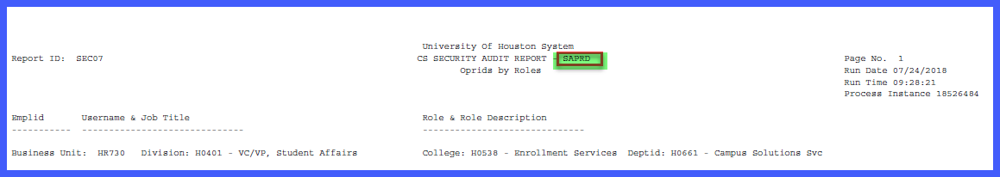 University Of Houston System
Report ID: SEC07 CS SECURITY AUDIT REPORT - SAPRD Page No. 1
Oprids by Roles Run Date 07/24/2018
Run Time 09:28:21
Process Instance 18526484
Emplid Username & Job Title Role & Role Description
----------- ------------------------------ ------------------------------
Business Unit: HR730 Division: H0401 - VC/VP, Student Affairs College: H0538 - Enrollment Services Deptid: H0661 - Campus Solutions Svc